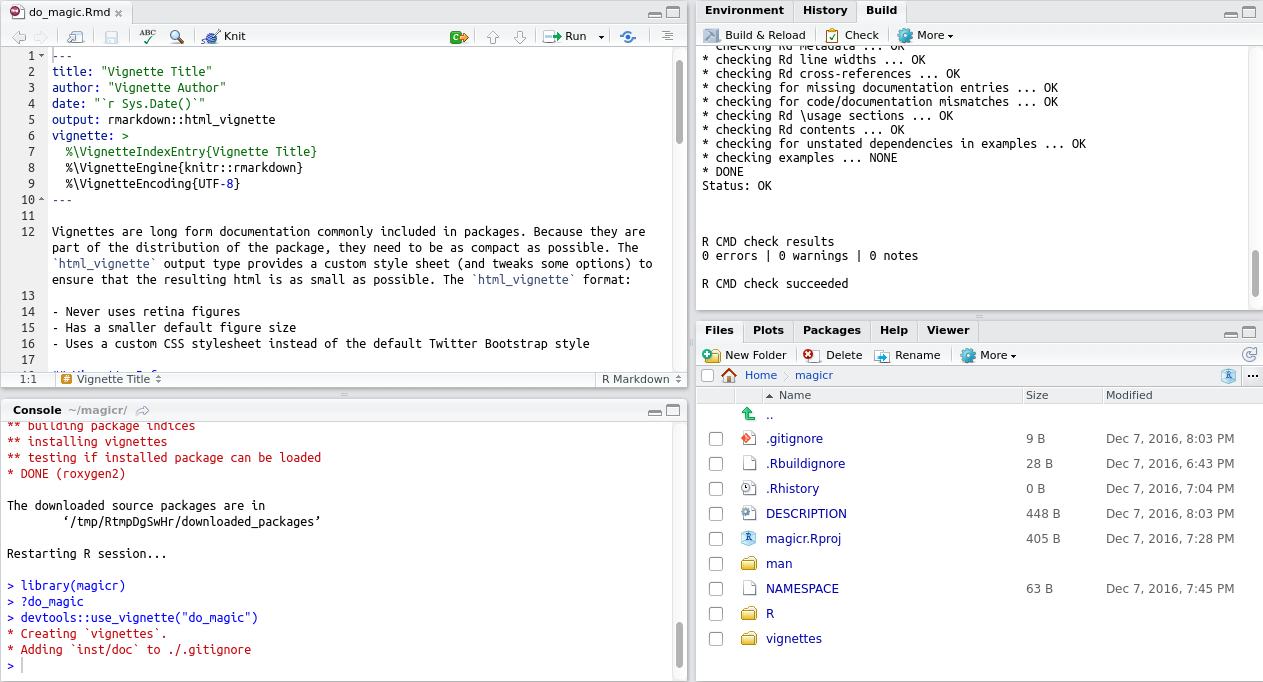 do_magic.Rmd
ABC
Knit
Run
1 ---
2 title: "Vignette Title"
3 author: "Vignette Author"
4 date: "`r Sys.Date()`"
5 output: rmarkdown::html_vignette
6 vignette: >
7 %\VignetteIndexEntry{Vignette Title}
8 %\VignetteEngine{knitr::rmarkdown}
9 %\VignetteEncoding{UTF-8}
10 ---
11
12 Vignettes are long form documentation commonly included in packages. Because they are
part of the distribution of the package, they need to be as compact as possible. The
`html_vignette` output type provides a custom style sheet (and tweaks some options) to
ensure that the resulting html is as small as possible. The `html_vignette` format:
13
14 - Never uses retina figures
15 - Has a smaller default figure size
16 - Uses a custom CSS stylesheet instead of the default Twitter Bootstrap style
17
1:1 # Vignette Title R Markdown
Console ~/magicr/
** building package indices
** installing vignettes
** testing if installed package can be loaded
* DONE (roxygen2)
The downloaded source packages are in
‘/tmp/RtmpDgSwHr/downloaded_packages’
Restarting R session...
> library(magicr)
> ?do_magic
> devtools::use_vignette("do_magic")
* Creating `vignettes`.
* Adding `inst/doc` to ./.gitignore
>
Environment History Build
Build & Reload Check More
* checking Rd metadata ... OK
* checking Rd line widths ... OK
* checking Rd cross-references ... OK
* checking for missing documentation entries ... OK
* checking for code/documentation mismatches ... OK
* checking Rd \usage sections ... OK
* checking Rd contents ... OK
* checking for unstated dependencies in examples ... OK
* checking examples ... NONE
* DONE
Status: OK
R CMD check results
0 errors | 0 warnings | 0 notes
R CMD check succeeded
Files Plots Packages Help Viewer
New Folder Delete Rename More
Home magicr ...
Name Size Modified
..
.gitignore 9 B Dec 7, 2016, 8:03 PM
.Rbuildignore 28 B Dec 7, 2016, 6:43 PM
.Rhistory 0 B Dec 7, 2016, 7:04 PM
DESCRIPTION 448 B Dec 7, 2016, 8:03 PM
magicr.Rproj 405 B Dec 7, 2016, 7:28 PM
man
NAMESPACE 63 B Dec 7, 2016, 7:45 PM
R
vignettes